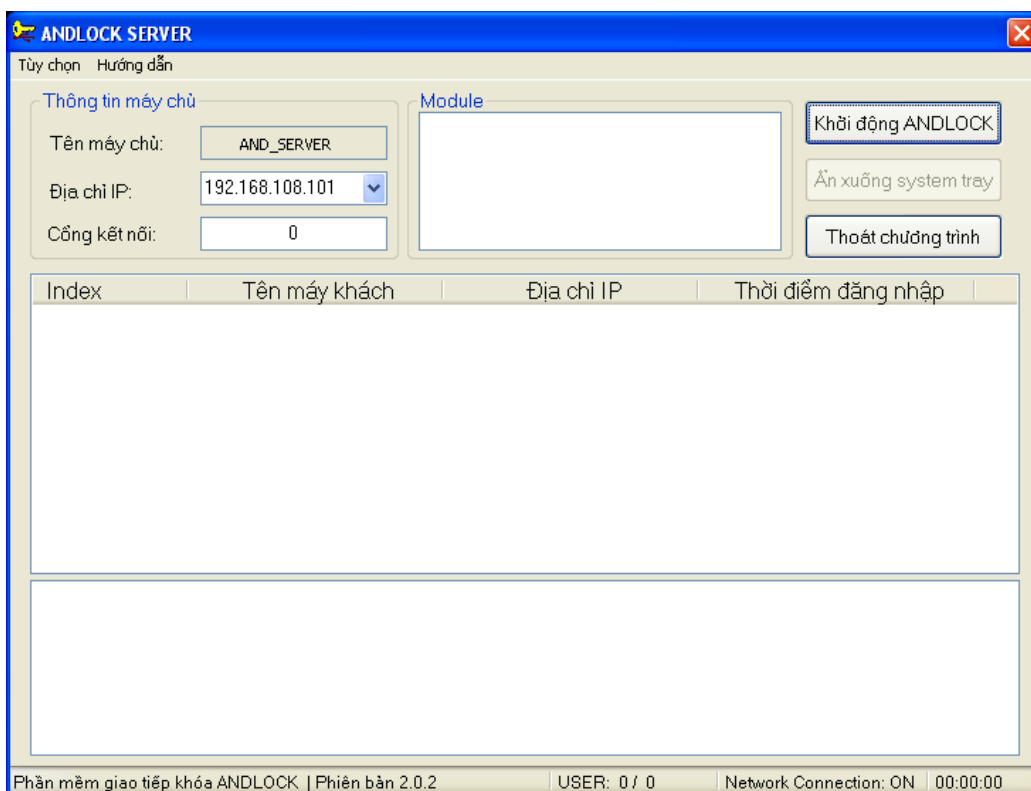 ANDLOCK SERVER
Tùy chọn Hướng dẫn
Thông tin máy chủ
Tên máy chủ: AND_SERVER
Địa chỉ IP: 192.168.108.101
Cổng kết nối: 0
Module
Khởi động ANDLOCK
Ẩn xuống system tray
Thoát chương trình
Index Tên máy khách Địa chỉ IP Thời điểm đăng nhập
Phần mềm giao tiếp khóa ANDLOCK | Phiên bản 2.0.2 USER: 0 / 0 Network Connection: ON 00:00:00